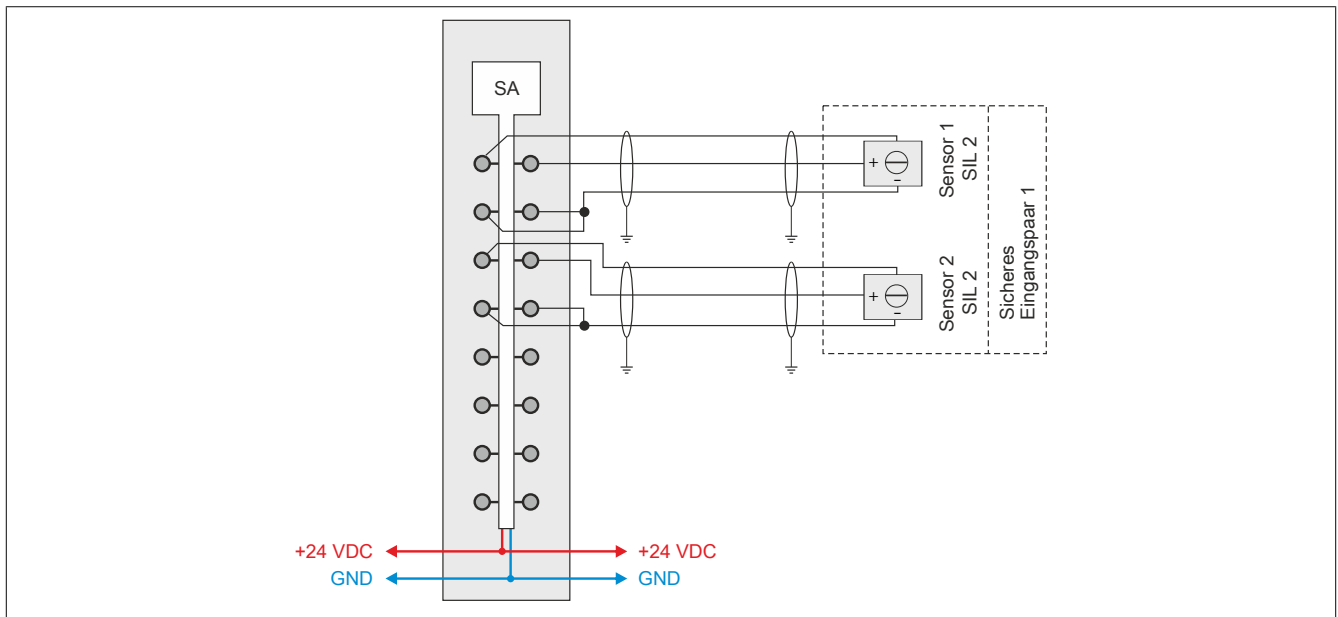 SA
+
-
Sensor 1
SIL 2
+
-
Sensor 2
SIL 2
Sicheres
Eingangspaar 1
+24 VDC
+24 VDC
GND
GND